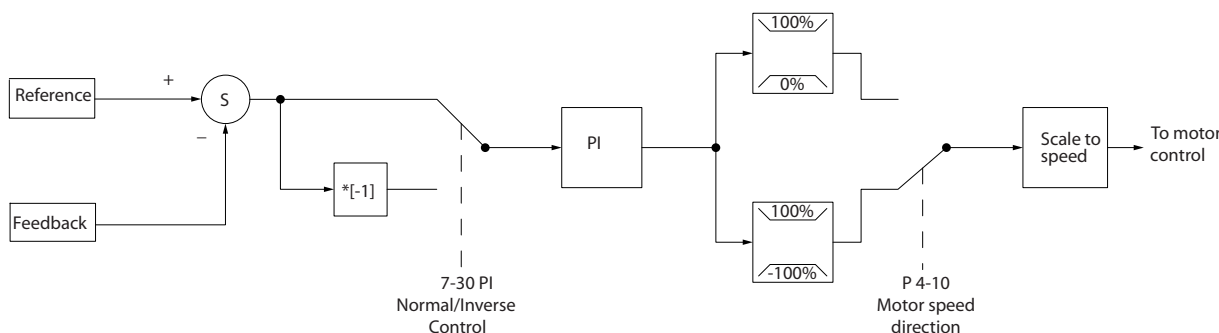 Reference
+
S
−
Feedback
*[-1]
7-30 PI
Normal/Inverse
Control
PI
100%
0%
100%
-100%
P 4-10
Motor speed
direction
Scale to
speed
To motor
control